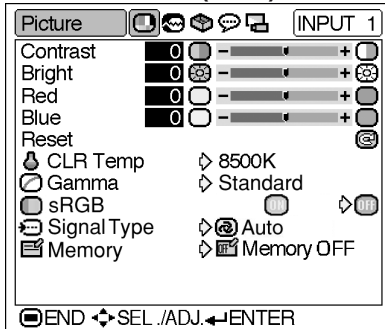 Picture INPUT 1
Contrast 0 - +
Bright 0 - +
Red 0 - +
Blue 0 - +
Reset
CLR Temp 8500K
Gamma Standard
sRGB ON OFF
Signal Type Auto
Memory OFF Memory OFF
END SEL./ADJ. ENTER